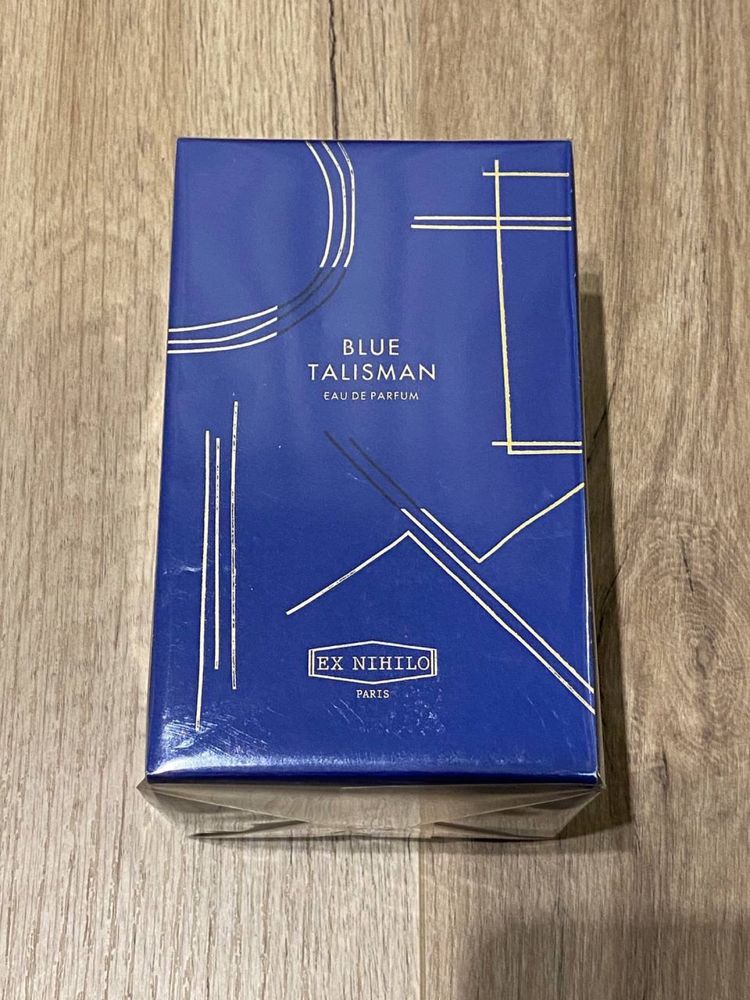 BLUE
TALISMAN
EAU DE PARFUM
EX NIHILO
PARIS